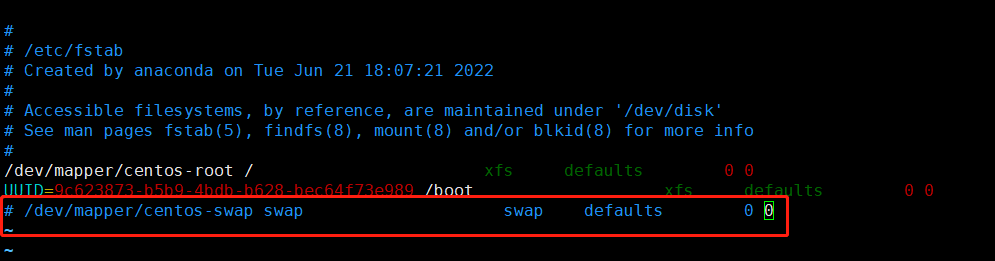 #
# /etc/fstab
# Created by anaconda on Tue Jun 21 18:07:21 2022
#
# Accessible filesystems, by reference, are maintained under '/dev/disk'
# See man pages fstab(5), findfs(8), mount(8) and/or blkid(8) for more info
#
/dev/mapper/centos-root / xfs defaults 0 0
UUID=9c623873-b5b9-4bdb-b628-bec64f73e989 /boot xfs defaults 0 0
# /dev/mapper/centos-swap swap swap defaults 0 0
~
~